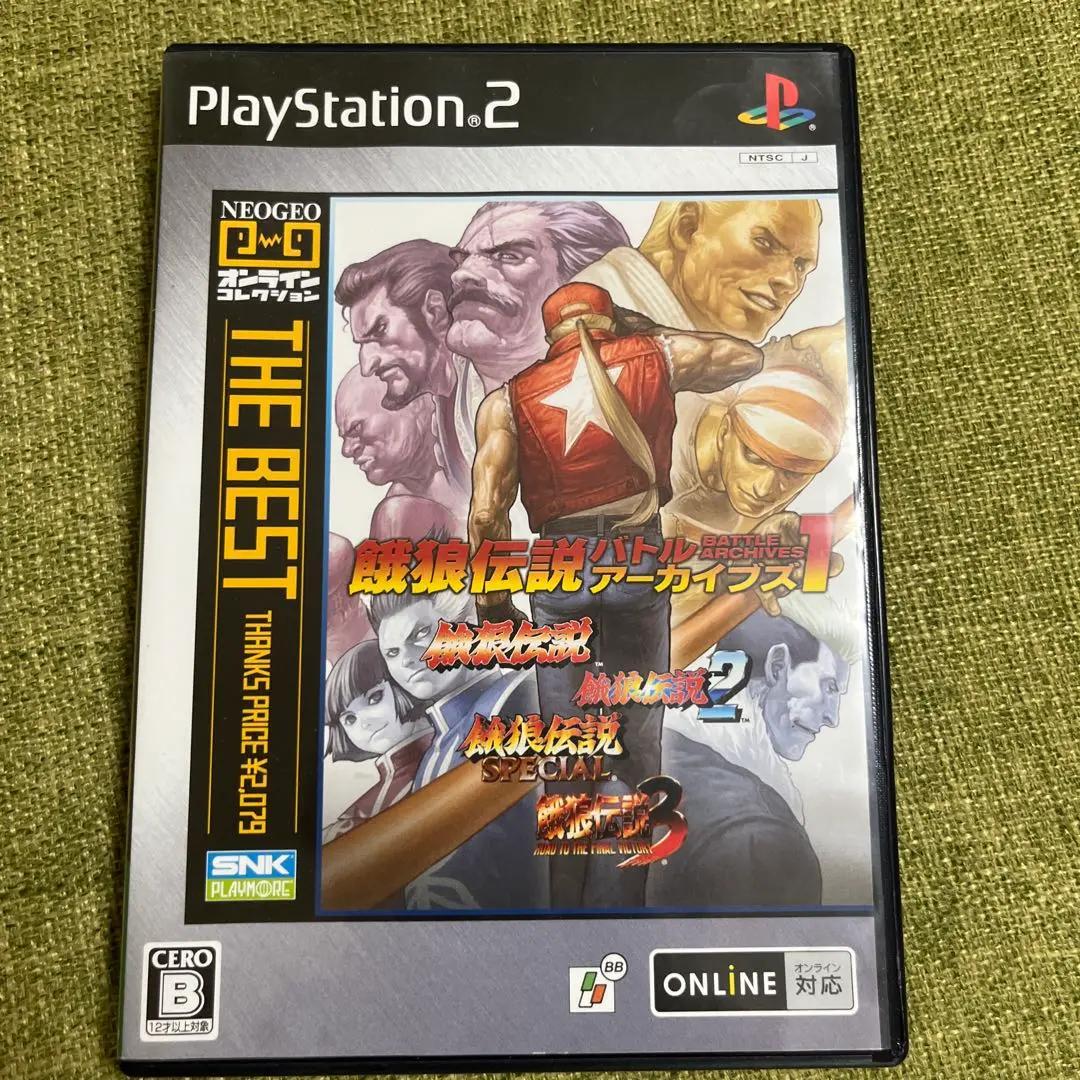 PlayStation®2
®
NTSC J
NEOGEO
オンライン
コレクション
THE BEST
THANKS PRICE ¥2,079
餓狼伝説 バトル
アーカイブズ
BATTLE
ARCHIVES
1
餓狼伝説™
餓狼伝説2™
餓狼伝説
SPECIAL®
餓狼伝説3
ROAD TO THE FINAL VICTORY®
SNK
PLAYMORE
CERO
B
12才以上対象
BB
ONLiNE
オンライン
対応